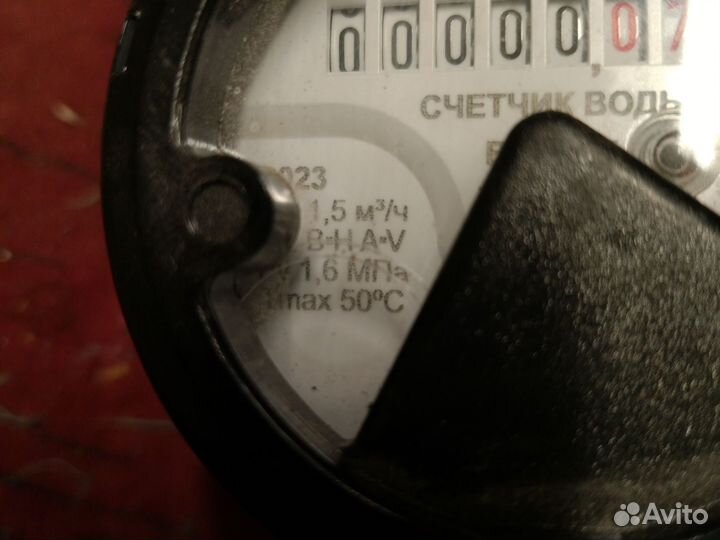 00000,07
СЧЕТЧИК ВОДЫ
2023
1,5 м³/ч
B-H A-V
1,6 МПа
tmax 50°C
Avito